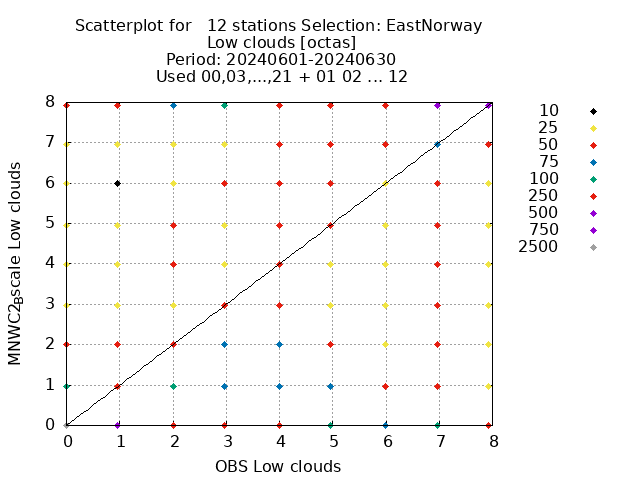 Scatterplot for   12 stations Selection: EastNorway
Low clouds [octas]
Period: 20240601-20240630
Used 00,03,...,21 + 01 02 ... 12
MNWC2Bscale Low clouds
8
7
6
5
4
3
2
1
0
0 1 2 3 4 5 6 7 8
OBS Low clouds
10
25
50
75
100
250
500
750
2500